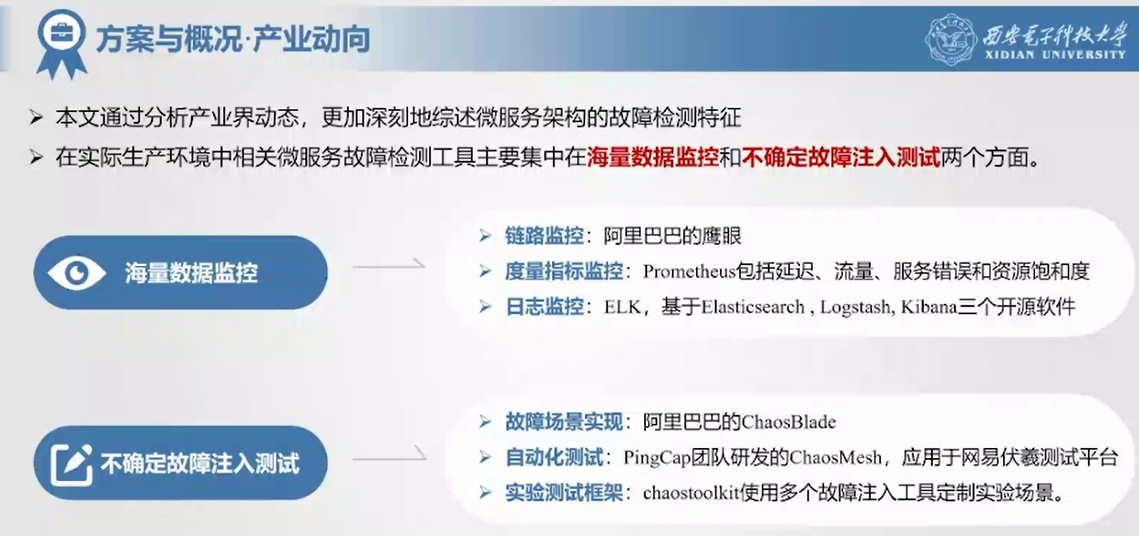 方案与概况·产业动向
西安电子科技大学
XIDIAN UNIVERSITY
➢ 本文通过分析产业界动态，更加深刻地综述微服务架构的故障检测特征
➢ 在实际生产环境中相关微服务故障检测工具主要集中在海量数据监控和不确定故障注入测试两个方面。
海量数据监控
➢ 链路监控：阿里巴巴的鹰眼
➢ 度量指标监控：Prometheus包括延迟、流量、服务错误和资源饱和度
➢ 日志监控：ELK，基于Elasticsearch , Logstash, Kibana三个开源软件
不确定故障注入测试
➢ 故障场景实现：阿里巴巴的ChaosBlade
➢ 自动化测试：PingCap团队研发的ChaosMesh，应用于网易伏羲测试平台
➢ 实验测试框架：chaostoolkit使用多个故障注入工具定制实验场景。